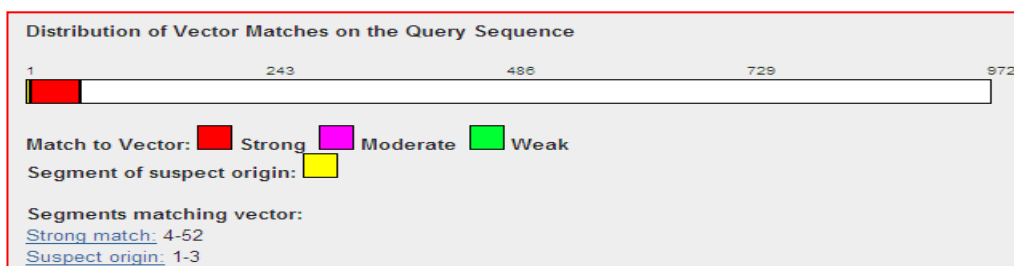 Distribution of Vector Matches on the Query Sequence
1 243 486 729 972
Match to Vector: Strong Moderate Weak
Segment of suspect origin:
Segments matching vector:
Strong match: 4-52
Suspect origin: 1-3